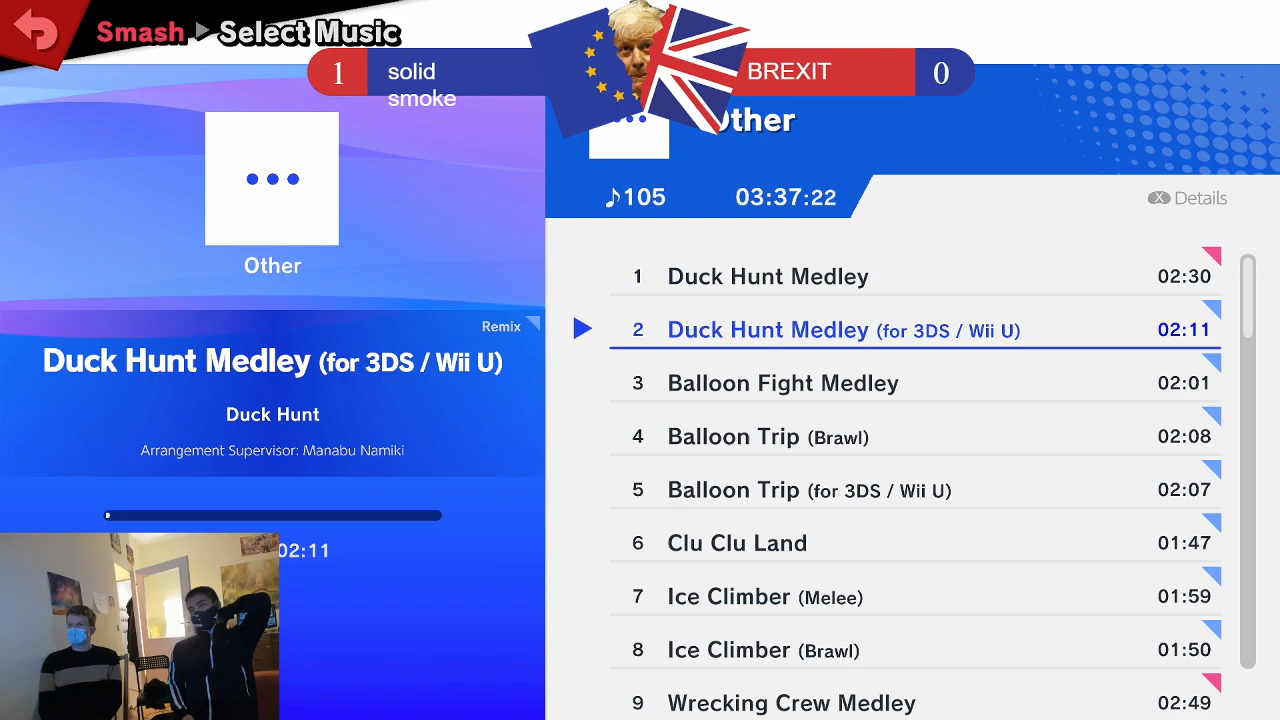 Smash ▶ Select Music
1 solid smoke BREXIT 0
Other
Other
♪105 03:37:22
X Details
Remix
Duck Hunt Medley (for 3DS / Wii U)
Duck Hunt
Arrangement Supervisor: Manabu Namiki
02:11
1 Duck Hunt Medley 02:30
2 Duck Hunt Medley (for 3DS / Wii U) 02:11
3 Balloon Fight Medley 02:01
4 Balloon Trip (Brawl) 02:08
5 Balloon Trip (for 3DS / Wii U) 02:07
6 Clu Clu Land 01:47
7 Ice Climber (Melee) 01:59
8 Ice Climber (Brawl) 01:50
9 Wrecking Crew Medley 02:49